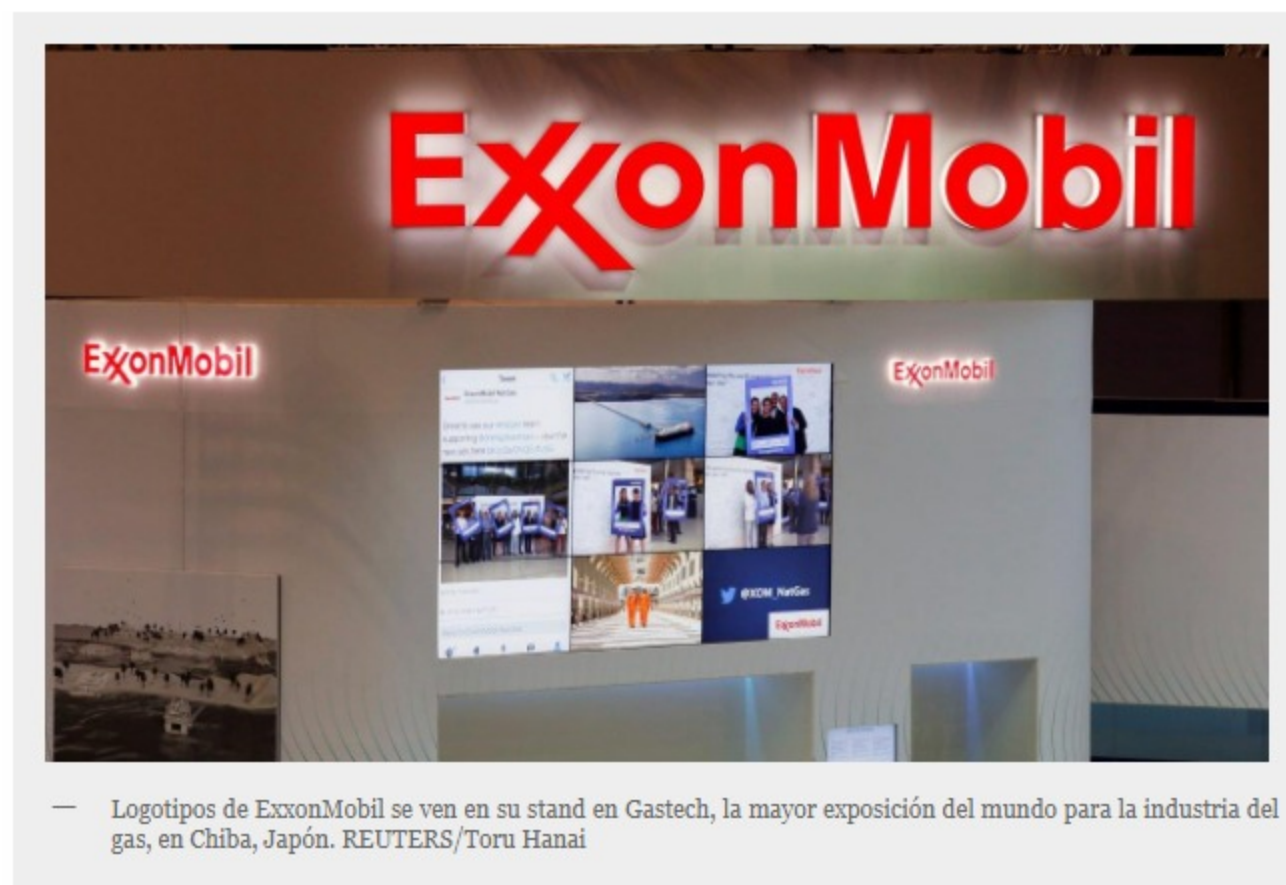 ExxonMobil
ExxonMobil
ExxonMobil
Tweet
@XOM_NatGas
ExxonMobil
— Logotipos de ExxonMobil se ven en su stand en Gastech, la mayor exposición del mundo para la industria del
gas, en Chiba, Japón. REUTERS/Toru Hanai